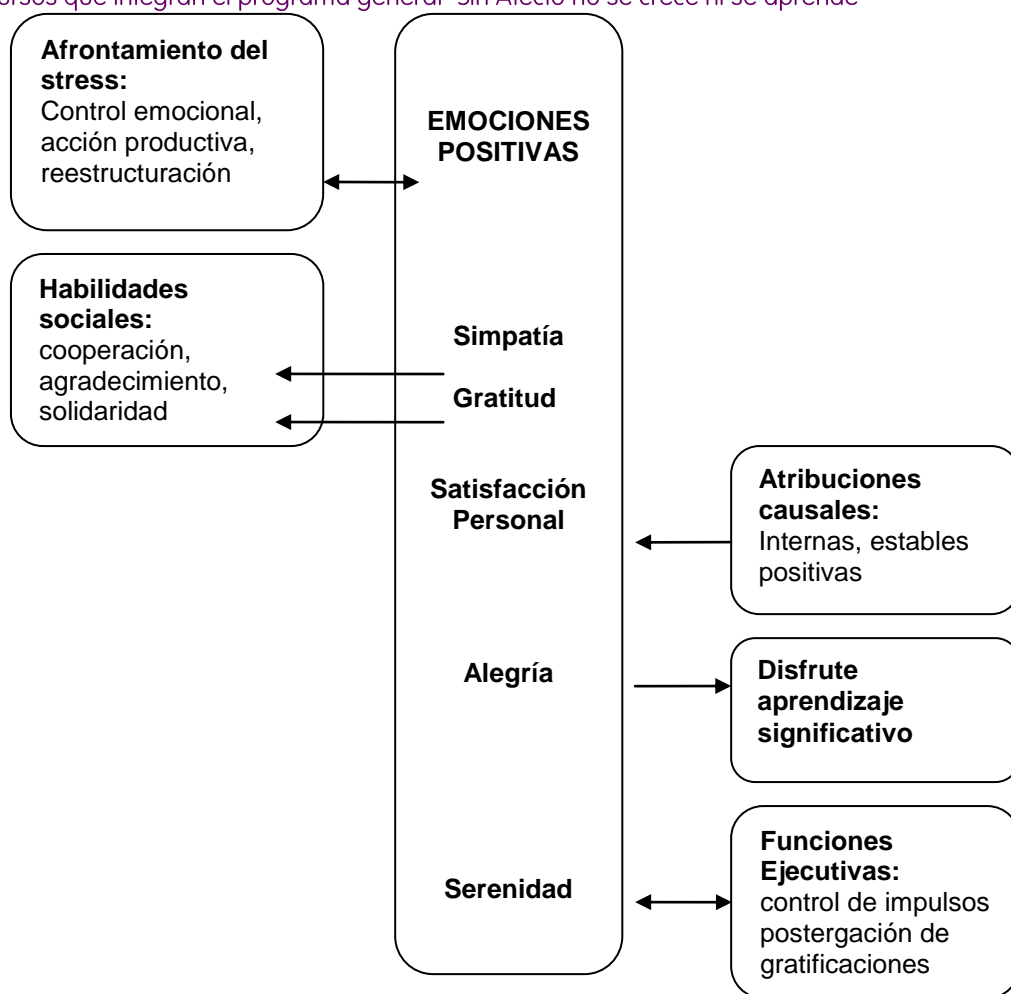 ursos que integran el programa general "Sin Afecto no se crece ni se aprende"
Afrontamiento del
stress:
Control emocional,
acción productiva,
reestructuración
EMOCIONES
POSITIVAS
Habilidades
sociales:
cooperación,
agradecimiento,
solidaridad
Simpatía
Gratitud
Satisfacción
Personal
Atribuciones
causales:
Internas, estables
positivas
Alegría
Disfrute
aprendizaje
significativo
Serenidad
Funciones
Ejecutivas:
control de impulsos
postergación de
gratificaciones